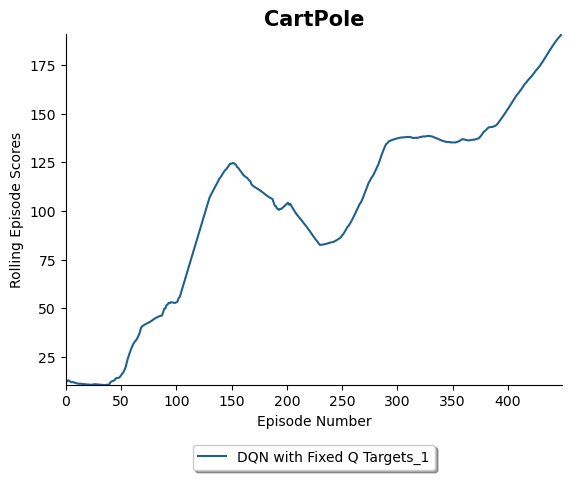 CartPole
Rolling Episode Scores
175
150
125
100
75
50
25
0 50 100 150 200 250 300 350 400
Episode Number
DQN with Fixed Q Targets_1